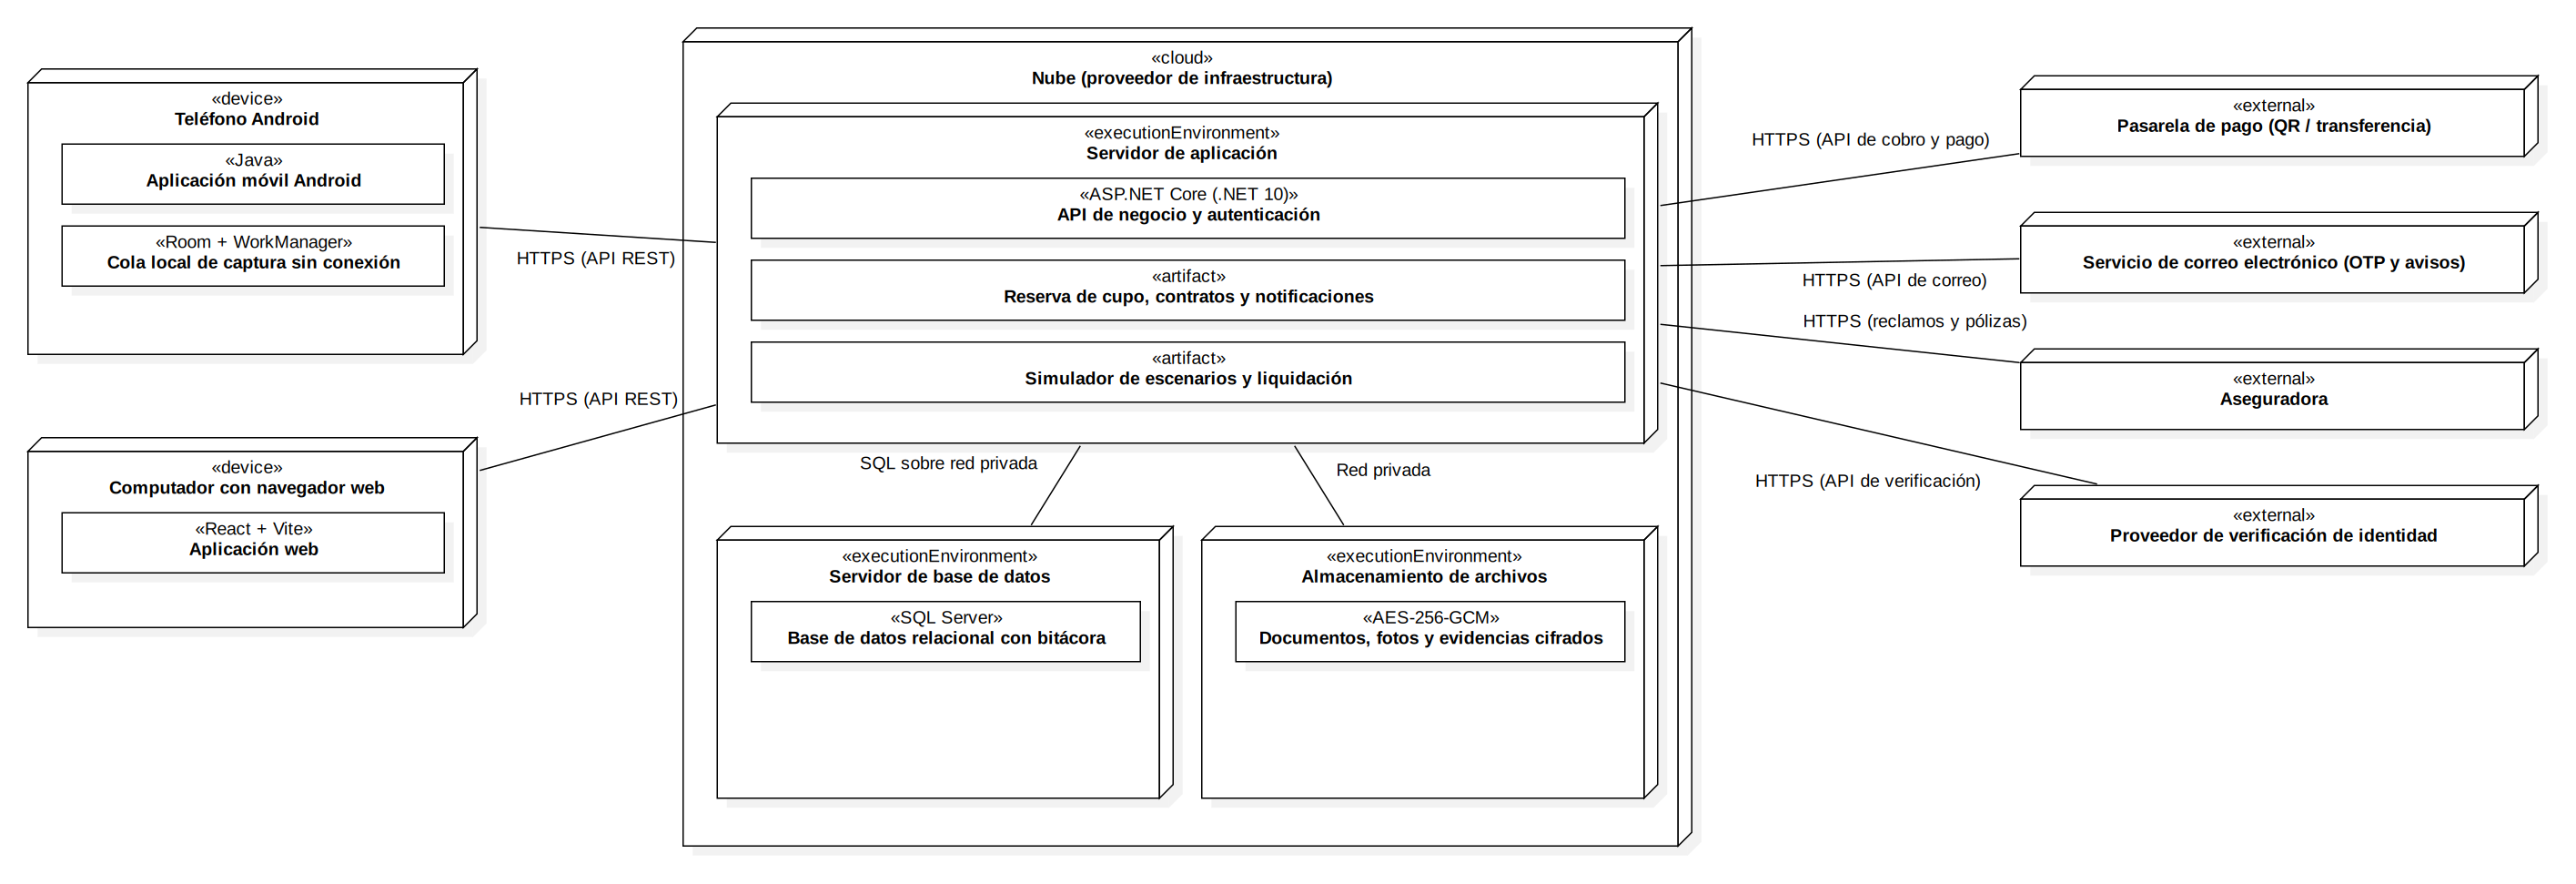 «device»
Teléfono Android
«Java»
Aplicación móvil Android
«Room + WorkManager»
Cola local de captura sin conexión
«device»
Computador con navegador web
«React + Vite»
Aplicación web
HTTPS (API REST)
HTTPS (API REST)
«cloud»
Nube (proveedor de infraestructura)
«executionEnvironment»
Servidor de aplicación
«ASP.NET Core (.NET 10)»
API de negocio y autenticación
«artifact»
Reserva de cupo, contratos y notificaciones
«artifact»
Simulador de escenarios y liquidación
SQL sobre red privada
Red privada
«executionEnvironment»
Servidor de base de datos
«SQL Server»
Base de datos relacional con bitácora
«executionEnvironment»
Almacenamiento de archivos
«AES-256-GCM»
Documentos, fotos y evidencias cifrados
HTTPS (API de cobro y pago)
HTTPS (API de correo)
HTTPS (reclamos y pólizas)
HTTPS (API de verificación)
«external»
Pasarela de pago (QR / transferencia)
«external»
Servicio de correo electrónico (OTP y avisos)
«external»
Aseguradora
«external»
Proveedor de verificación de identidad